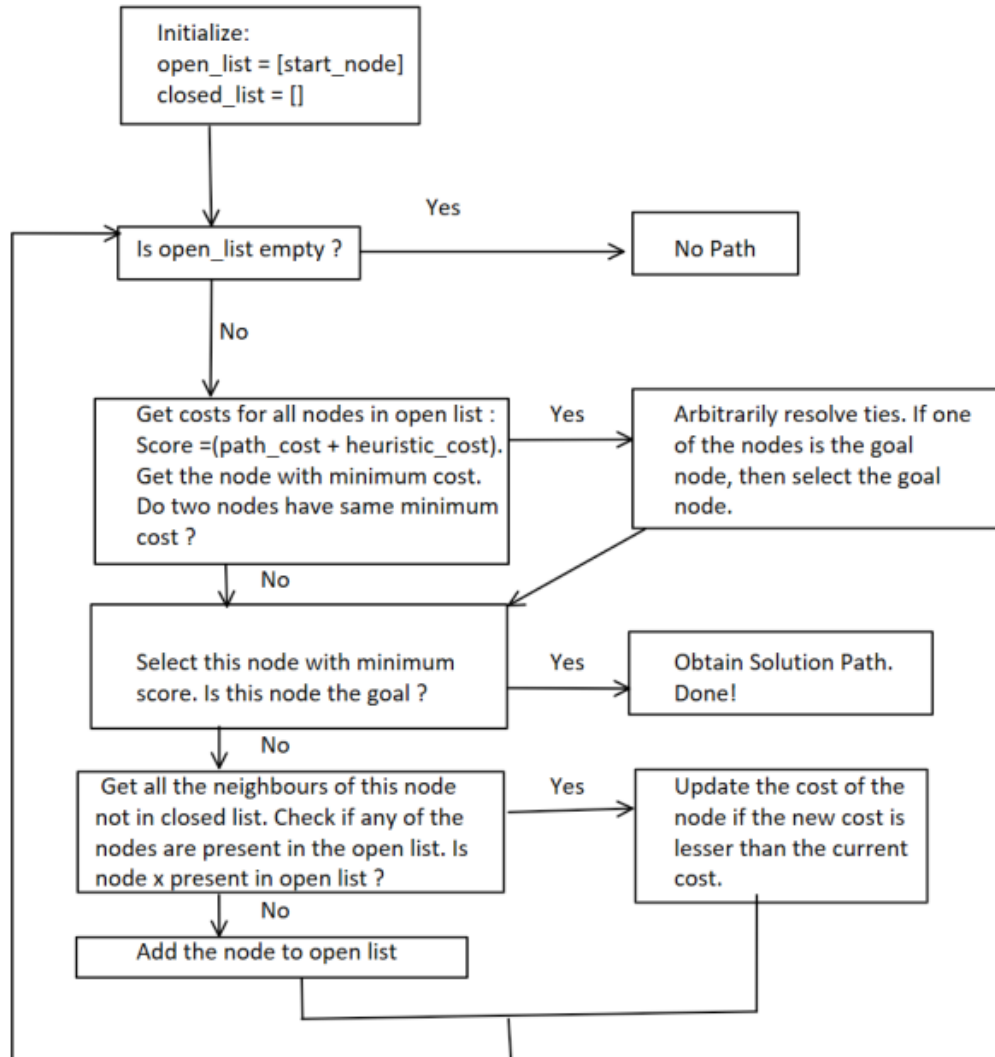 Initialize:
open_list = [start_node]
closed_list = []
Yes
Is open_list empty ?
No Path
No
Get costs for all nodes in open list :
Score =(path_cost + heuristic_cost).
Get the node with minimum cost.
Do two nodes have same minimum
cost ?
Yes
Arbitrarily resolve ties. If one
of the nodes is the goal
node, then select the goal
node.
No
Select this node with minimum
score. Is this node the goal ?
Yes
Obtain Solution Path.
Done!
No
Get all the neighbours of this node
not in closed list. Check if any of the
nodes are present in the open list. Is
node x present in open list ?
Yes
Update the cost of the
node if the new cost is
lesser than the current
cost.
No
Add the node to open list